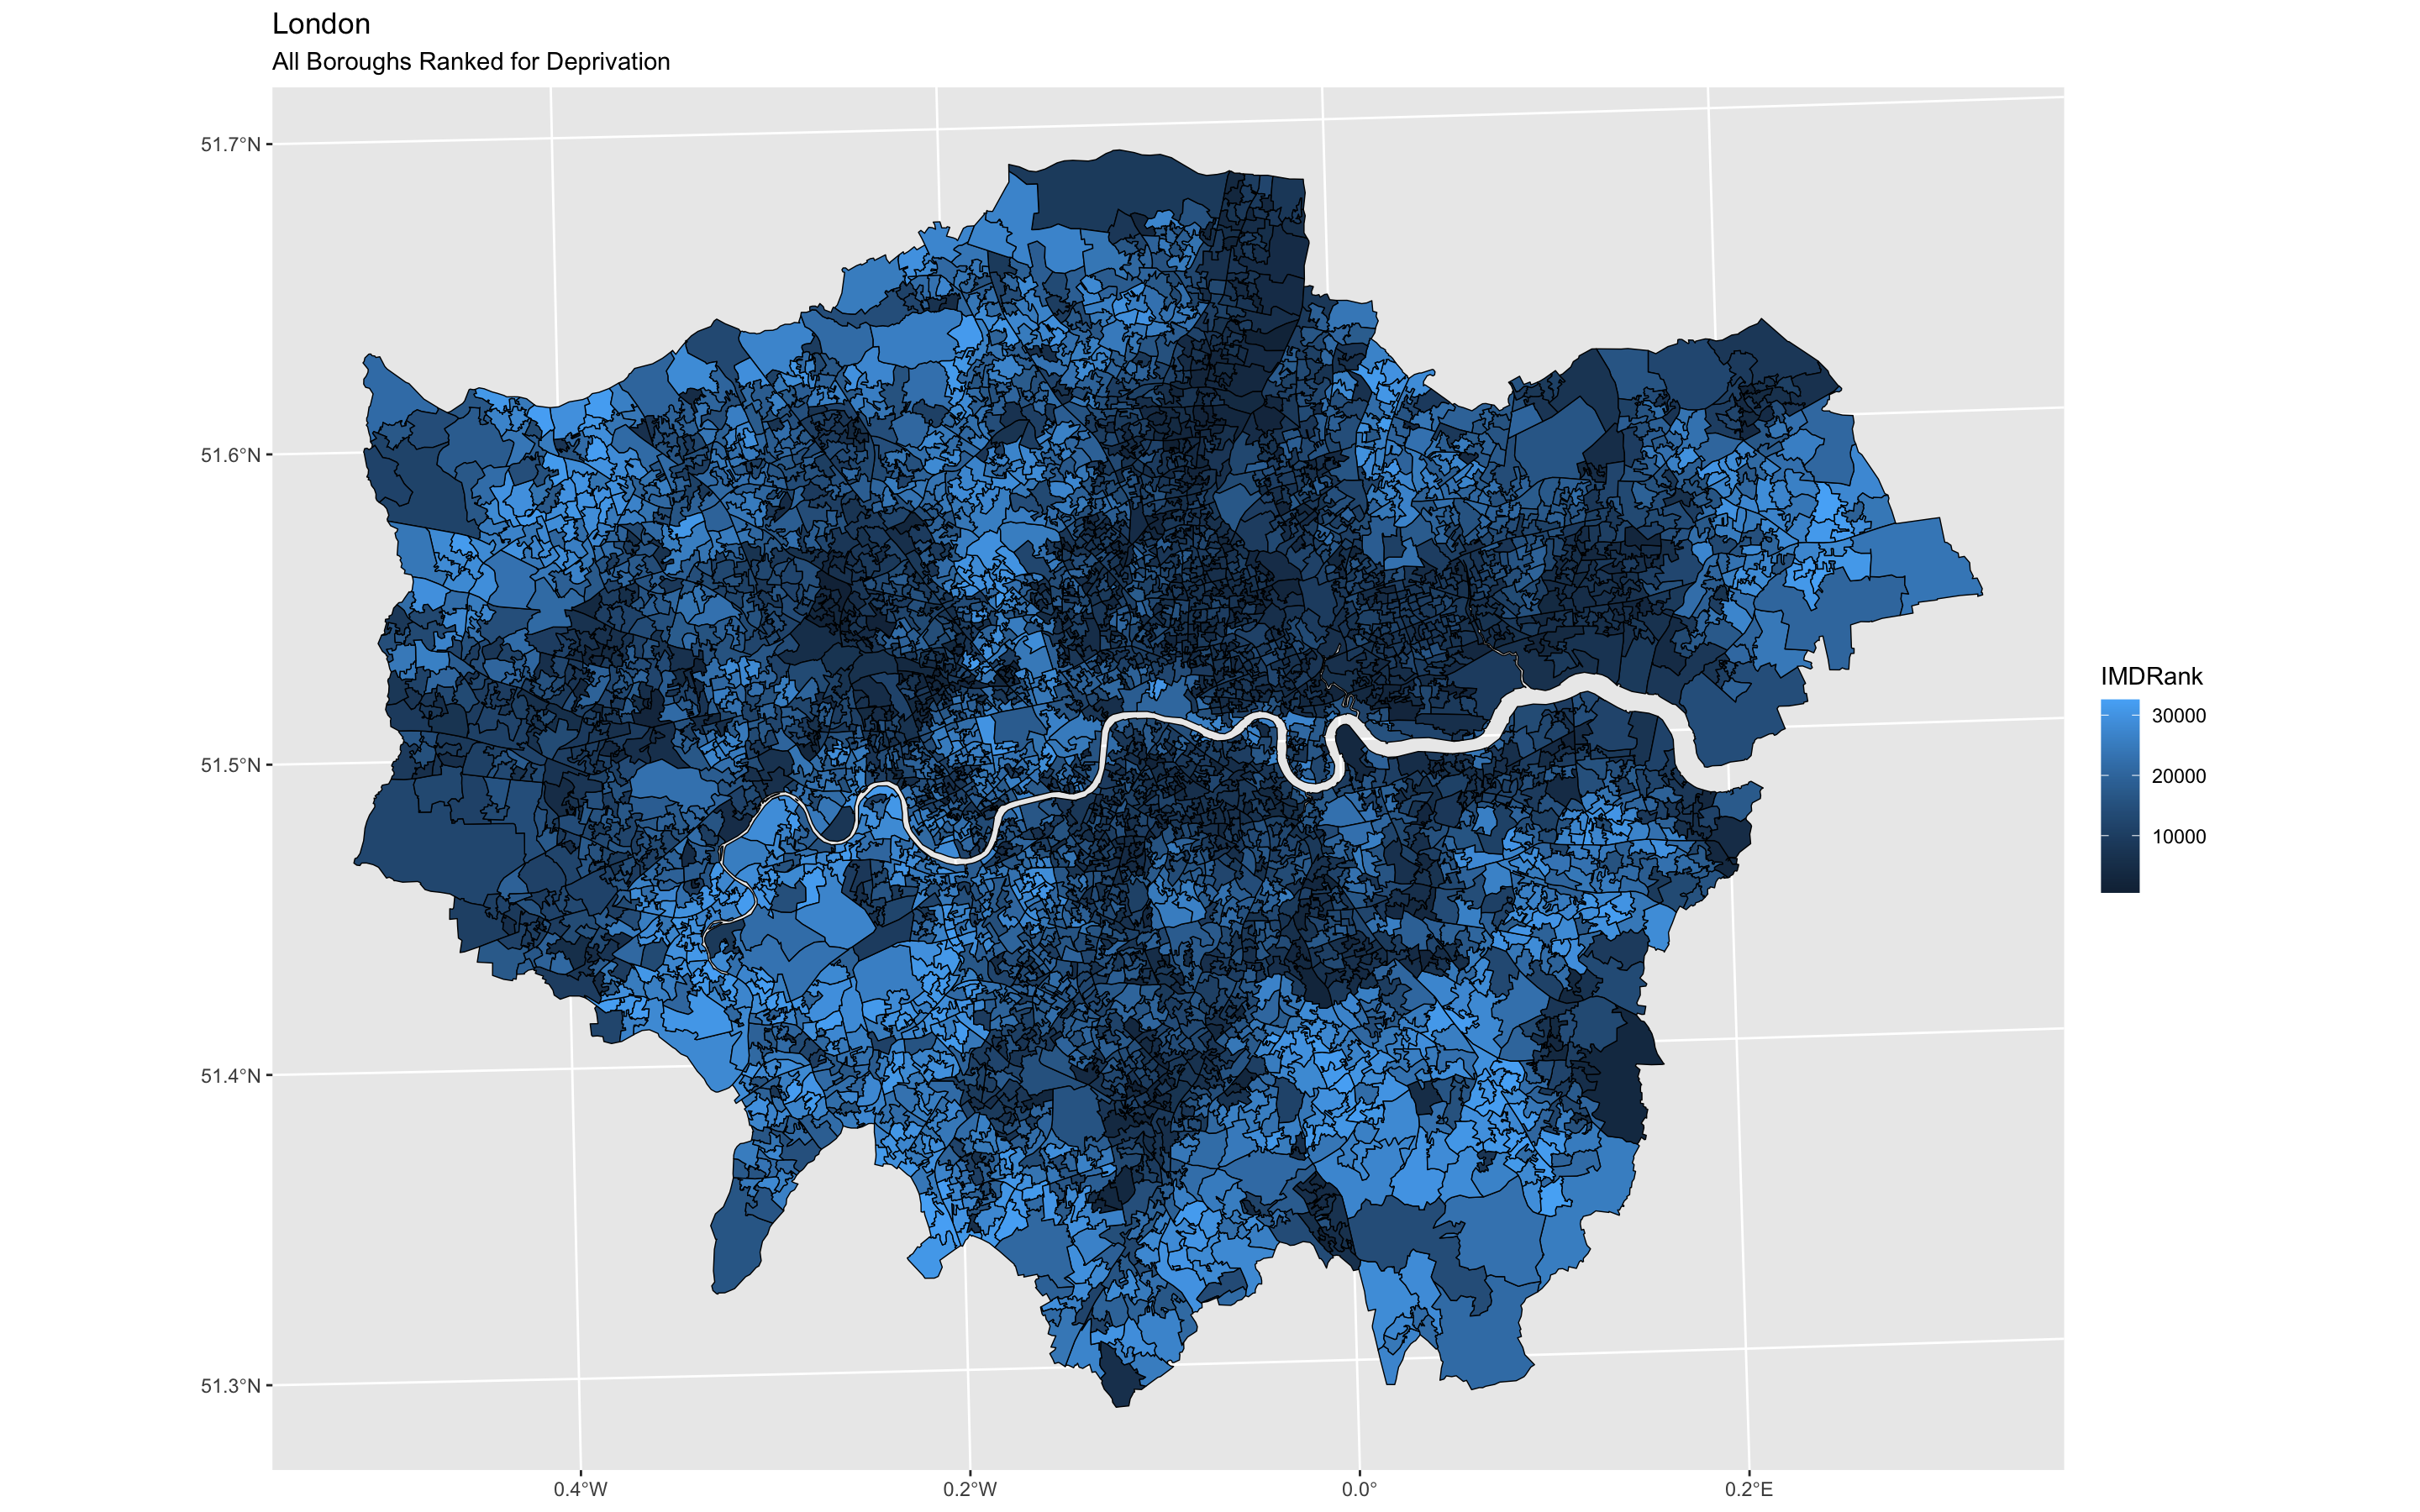 London
All Boroughs Ranked for Deprivation
51.7°N
51.6°N
51.5°N
51.4°N
51.3°N
0.4°W
0.2°W
0.0°
0.2°E
IMDRank
30000
20000
10000